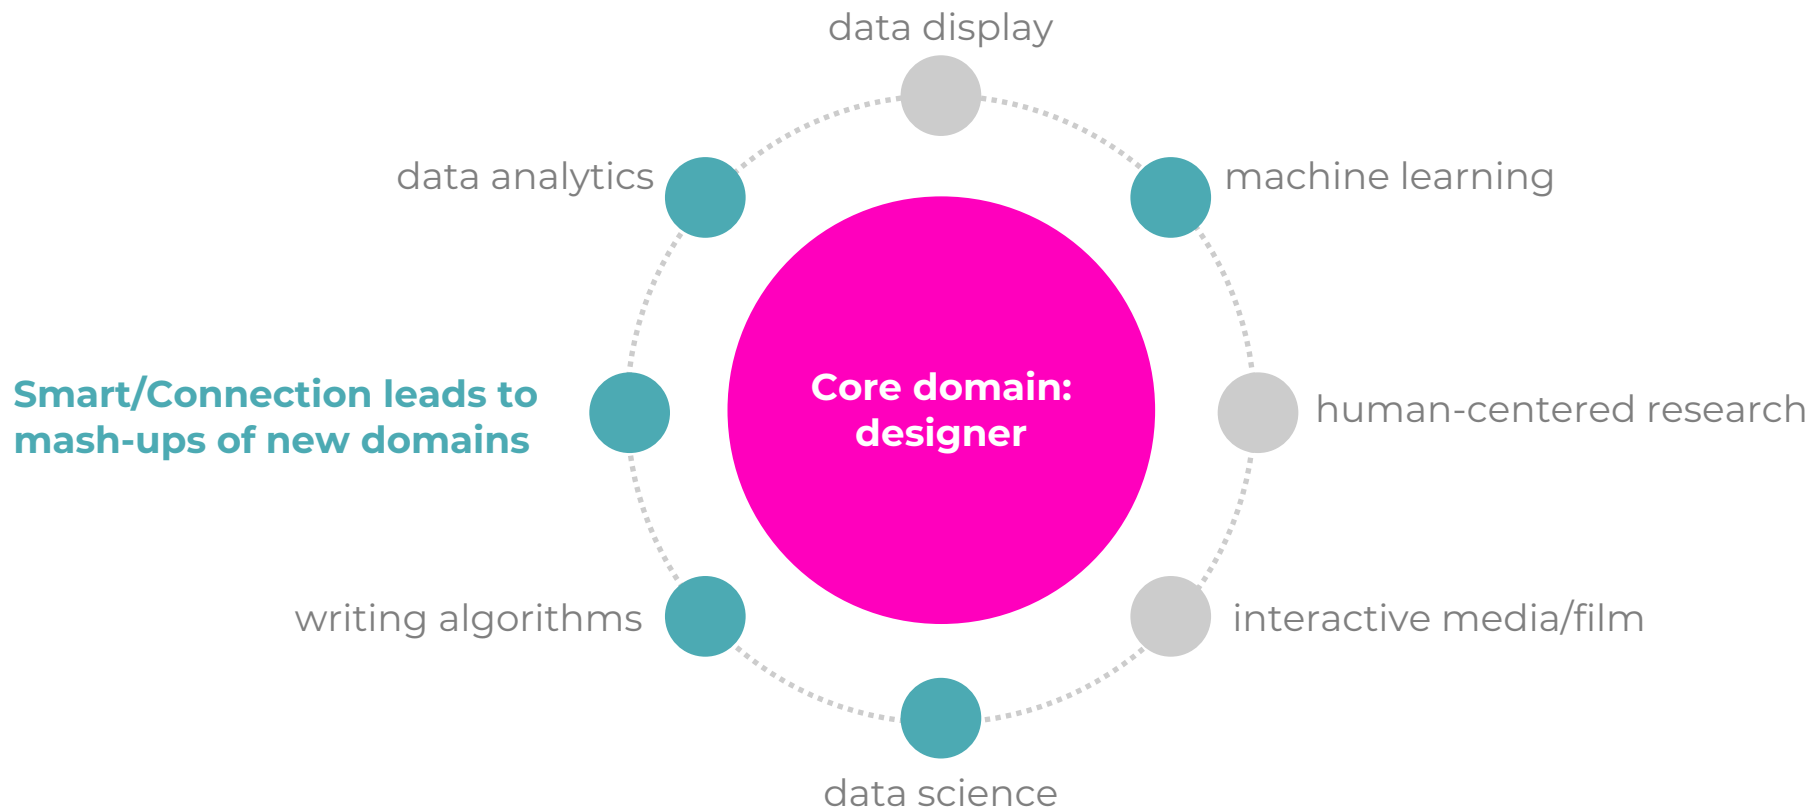 data display
data analytics
machine learning
Smart/Connection leads to
mash-ups of new domains
Core domain:
designer
human-centered research
writing algorithms
interactive media/film
data science